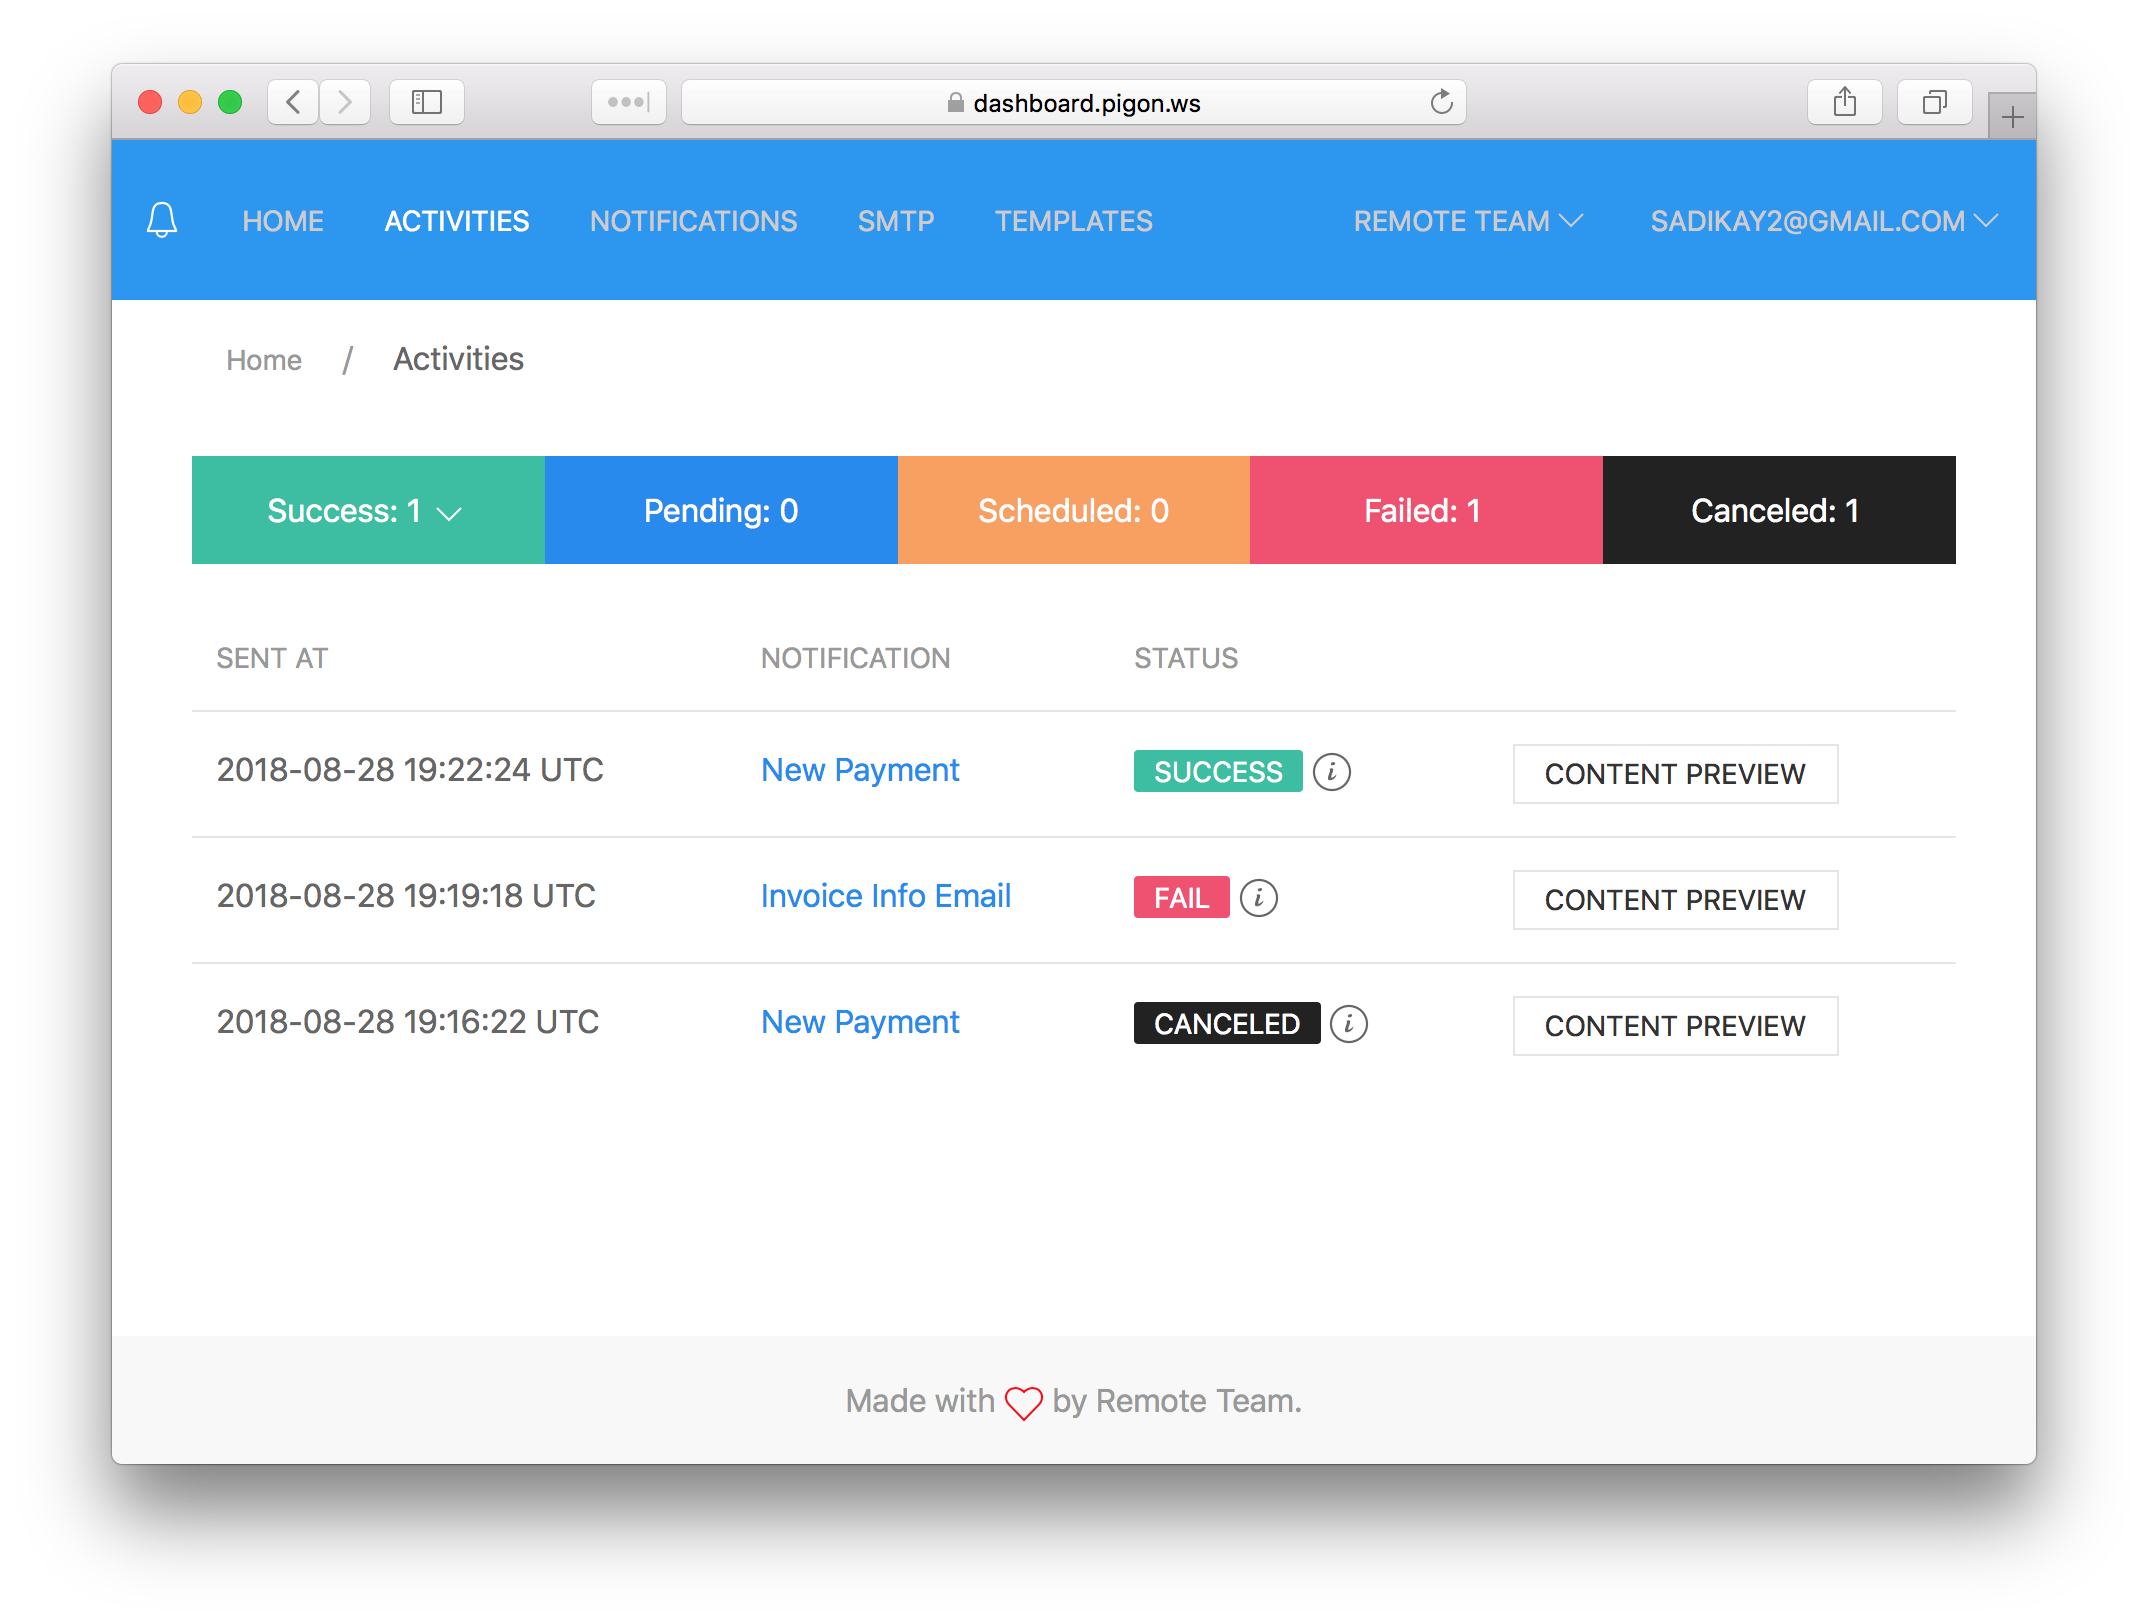 dashboard.pigon.ws
HOME ACTIVITIES NOTIFICATIONS SMTP TEMPLATES REMOTE TEAM SADIKAY2@GMAIL.COM
Home / Activities
Success: 1 Pending: 0 Scheduled: 0 Failed: 1 Canceled: 1
SENT AT NOTIFICATION STATUS
2018-08-28 19:22:24 UTC New Payment SUCCESS i CONTENT PREVIEW
2018-08-28 19:19:18 UTC Invoice Info Email FAIL i CONTENT PREVIEW
2018-08-28 19:16:22 UTC New Payment CANCELED i CONTENT PREVIEW
Made with by Remote Team.